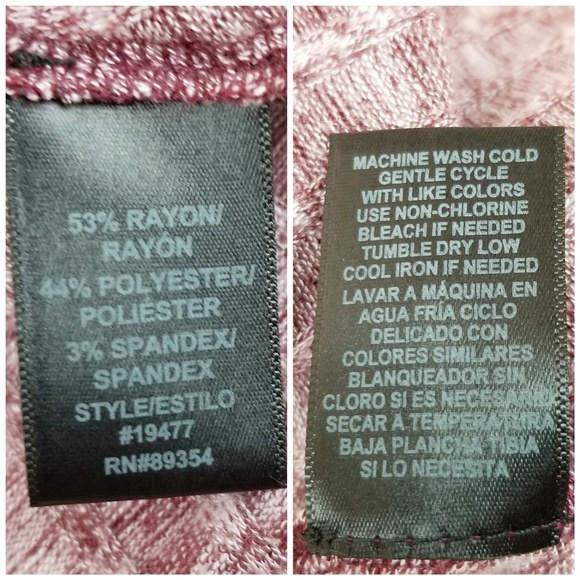 53% RAYON/
RAYÓN
44% POLYESTER/
POLIÉSTER
3% SPANDEX/
SPANDEX
STYLE/ESTILO
#19477
RN#89354
MACHINE WASH COLD
GENTLE CYCLE
WITH LIKE COLORS
USE NON-CHLORINE
BLEACH IF NEEDED
TUMBLE DRY LOW
COOL IRON IF NEEDED
LAVAR A MÁQUINA EN
AGUA FRÍA CICLO
DELICADO CON
COLORES SIMILARES
BLANQUEADOR SIN
CLORO SI ES NECESARIO
SECAR A TEMPERATURA
BAJA PLANCHA TIBIA
SI LO NECESITA